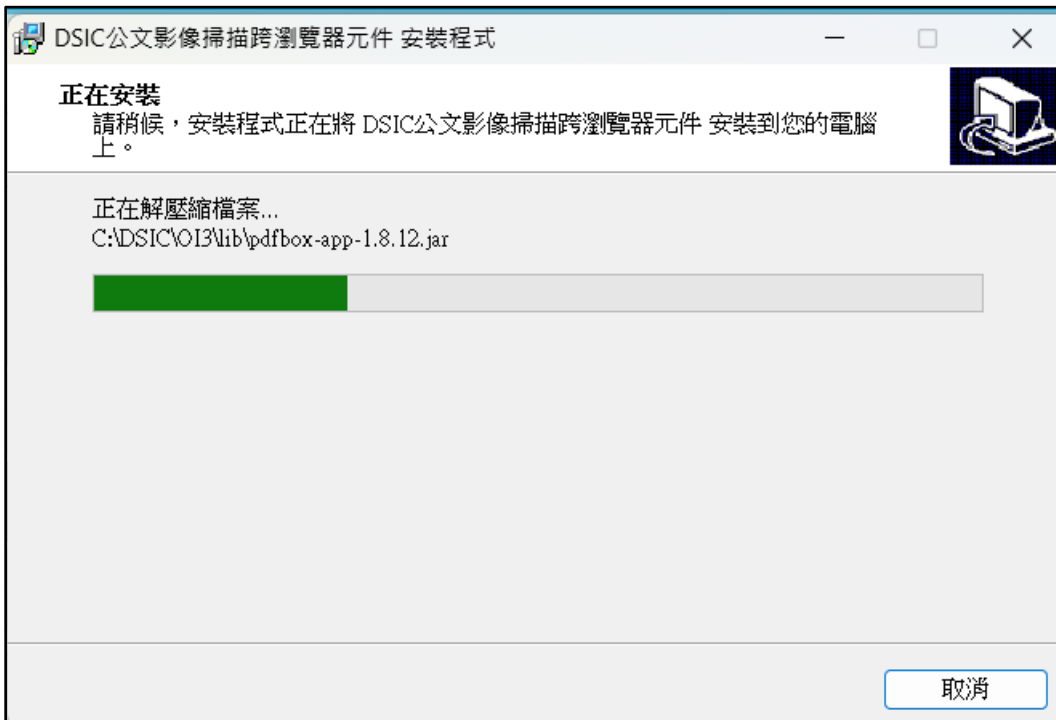 DSIC公文影像掃描跨瀏覽器元件 安裝程式
正在安裝
請稍候，安裝程式正在將 DSIC公文影像掃描跨瀏覽器元件 安裝到您的電腦
上。
正在解壓縮檔案...
C:\DSIC\OI3\lib\pdfbox-app-1.8.12.jar
取消